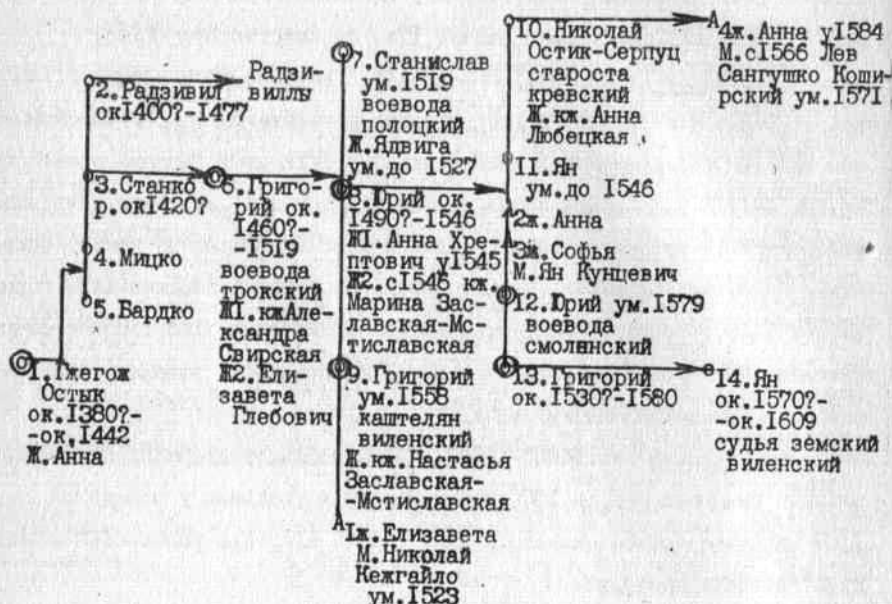 1.Гжегож
Остык
ок.1380?-
-ок.1442
Ж.Анна
2.Радзивил
ок1400?-1477
Радзи-
виллы
3.Станко
р.ок1420?
4.Мицко
5.Бардко
6.Григо-
рий ок.
1460?-
-1519
воевода
трокский
Ж1.кжАле-
ксандра
Свирская
Ж2.Ели-
завета
Глебович
7.Станислав
ум.1519
воевода
полоцкий
Ж.Ядвига
ум.до 1527
8.Юрий ок.
1490?-1546
Ж1.Анна Хре-
птович у1545
Ж2.с1546 кж.
Марина Зас-
лавская-Мс-
тиславская
9.Григорий
ум.1558
каштелян
виленский
Ж.кж.Настасья
Заславская-
-Мстиславская
А
1ж.Елизавета
М.Николай
Кежгайло
ум.1523
10.Николай
Остик-Серпуц
староста
кревский
Ж.кж.Анна
Любецкая
11.Ян
ум.до 1546
А
2ж.Анна
А
3ж.Софья
М.Ян Кунцевич
12.Юрий ум.1579
воевода
смоленский
13.Григорий
ок.1530?-1580
А
4ж.Анна у1584
М.с1566 Лев
Сангушко Коши-
рский ум.1571
14.Ян
ок.1570?-
-ок.1609
судья земский
виленский